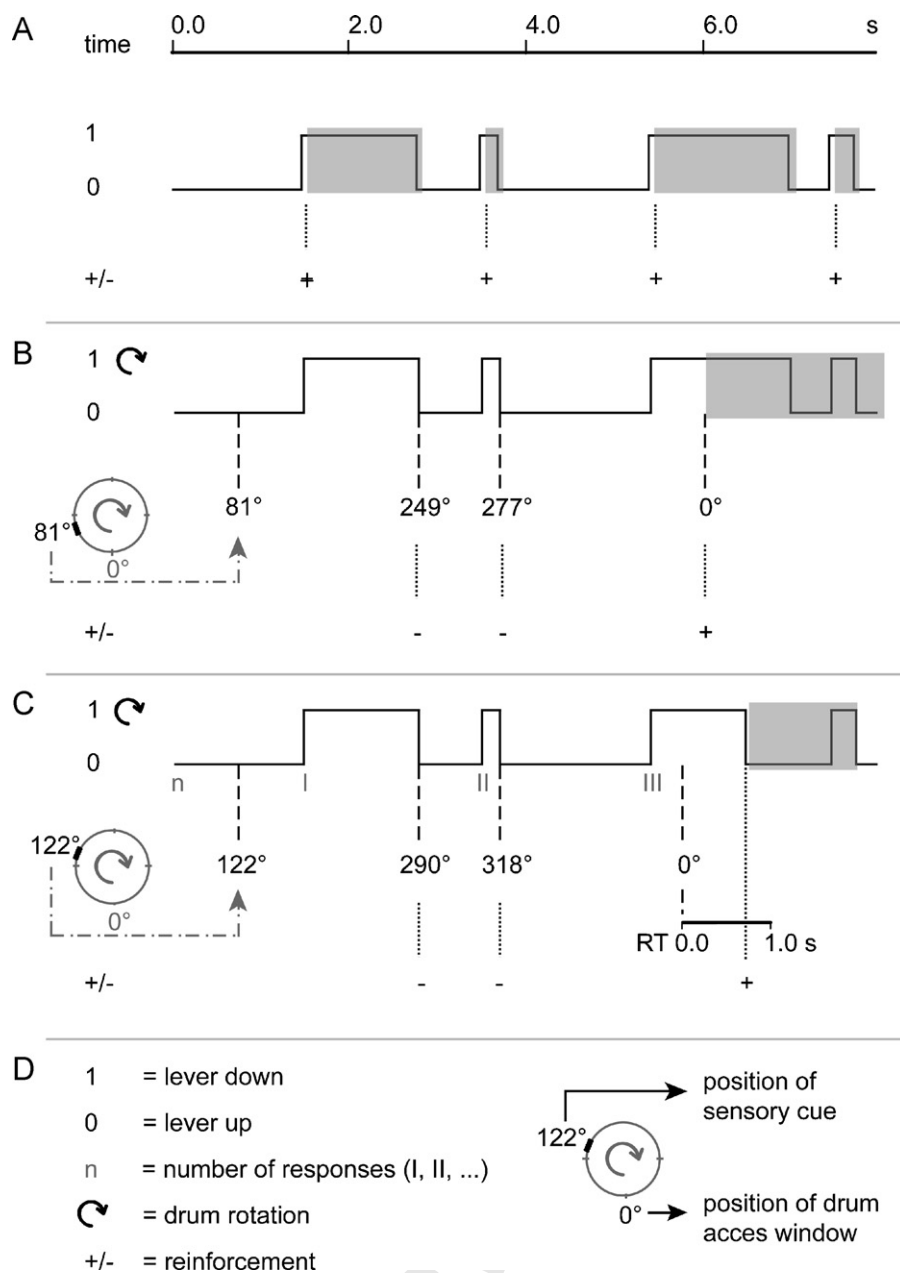 A
time
0.0 2.0 4.0 6.0 s
1
0
+/- + + + +
B
1
0
81° 249° 277° 0°
81°
0°
+/- - - +
C
1
0
n I II III
122°
122° 290° 318° 0°
0°
RT 0.0 1.0 s
+/- - - +
D
1 = lever down
0 = lever up
n = number of responses (I, II, ...)
= drum rotation
+/- = reinforcement
position of
sensory cue
122°
0°
position of drum
acces window